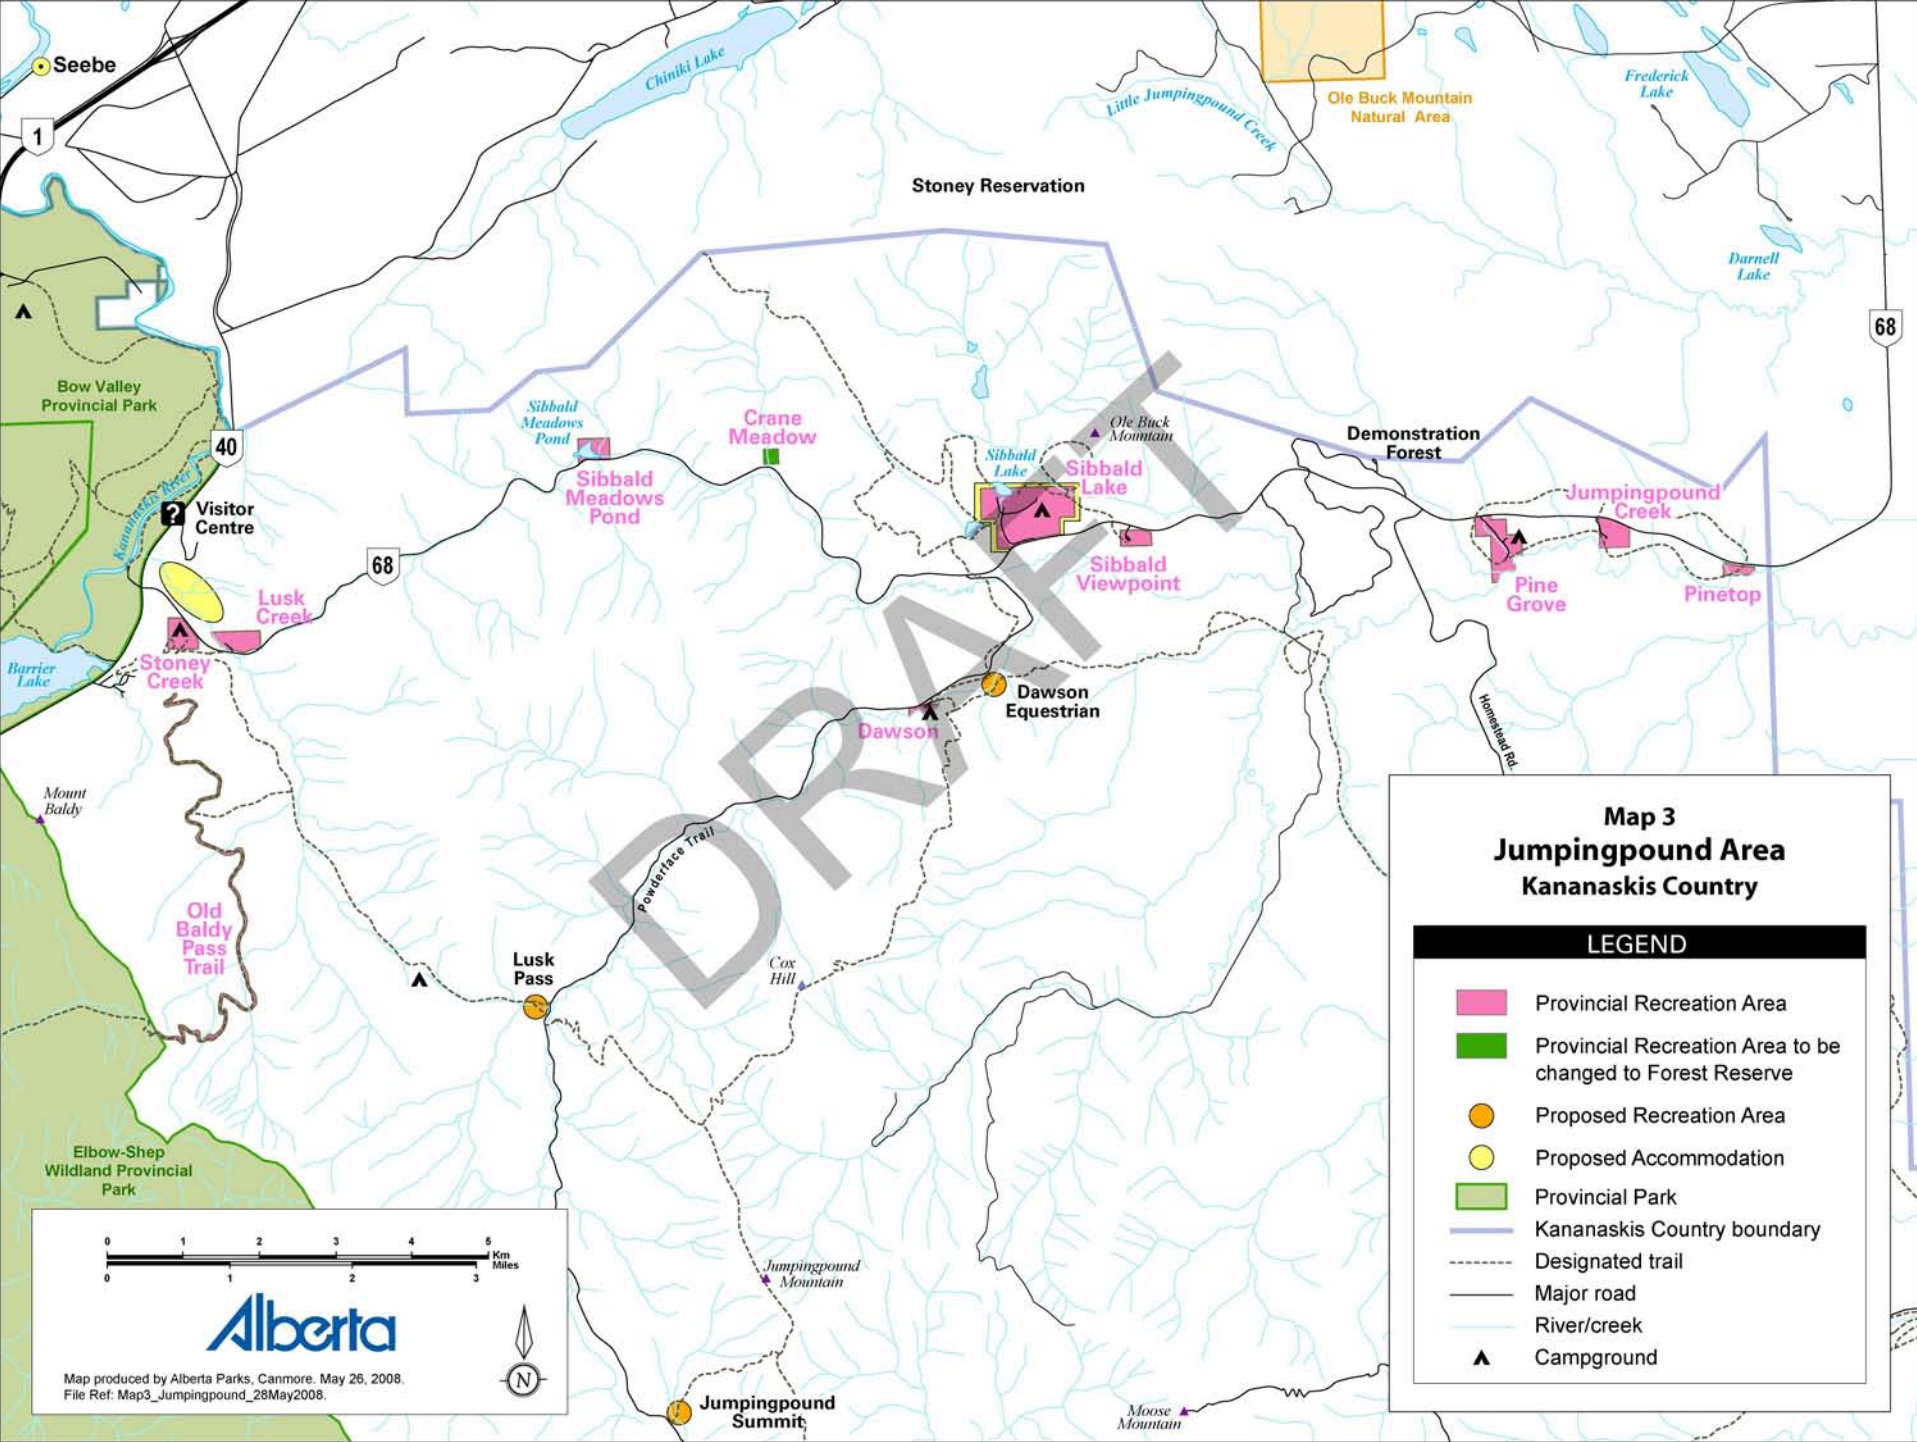 Seebe
1
Chiniki Lake
Little Jumpingpound Creek
Ole Buck Mountain
Natural Area
Frederick
Lake
Stoney Reservation
Darnell
Lake
68
Bow Valley
Provincial Park
40
Kananaskis River
?
Visitor
Centre
Sibbald
Meadows
Pond
Sibbald
Meadows
Pond
Crane
Meadow
Ole Buck
Mountain
Sibbald
Lake
Sibbald
Lake
Demonstration
Forest
Jumpingpound
Creek
Sibbald
Viewpoint
Pine
Grove
Pinetop
68
Lusk
Creek
Stoney
Creek
Barrier
Lake
Dawson
Equestrian
Dawson
Homestead Rd.
DRAFT
Mount
Baldy
Powderface Trail
Old
Baldy
Pass
Trail
Lusk
Pass
Cox
Hill
Elbow-Shep
Wildland Provincial
Park
Jumpingpound
Mountain
Jumpingpound
Summit
Moose
Mountain
0 1 2 3 4 5
Km
Miles
0 1 2 3
Alberta
N
Map produced by Alberta Parks, Canmore. May 26, 2008.
File Ref: Map3_Jumpingpound_28May2008.
Map 3
Jumpingpound Area
Kananaskis Country
LEGEND
Provincial Recreation Area
Provincial Recreation Area to be
changed to Forest Reserve
Proposed Recreation Area
Proposed Accommodation
Provincial Park
Kananaskis Country boundary
Designated trail
Major road
River/creek
Campground